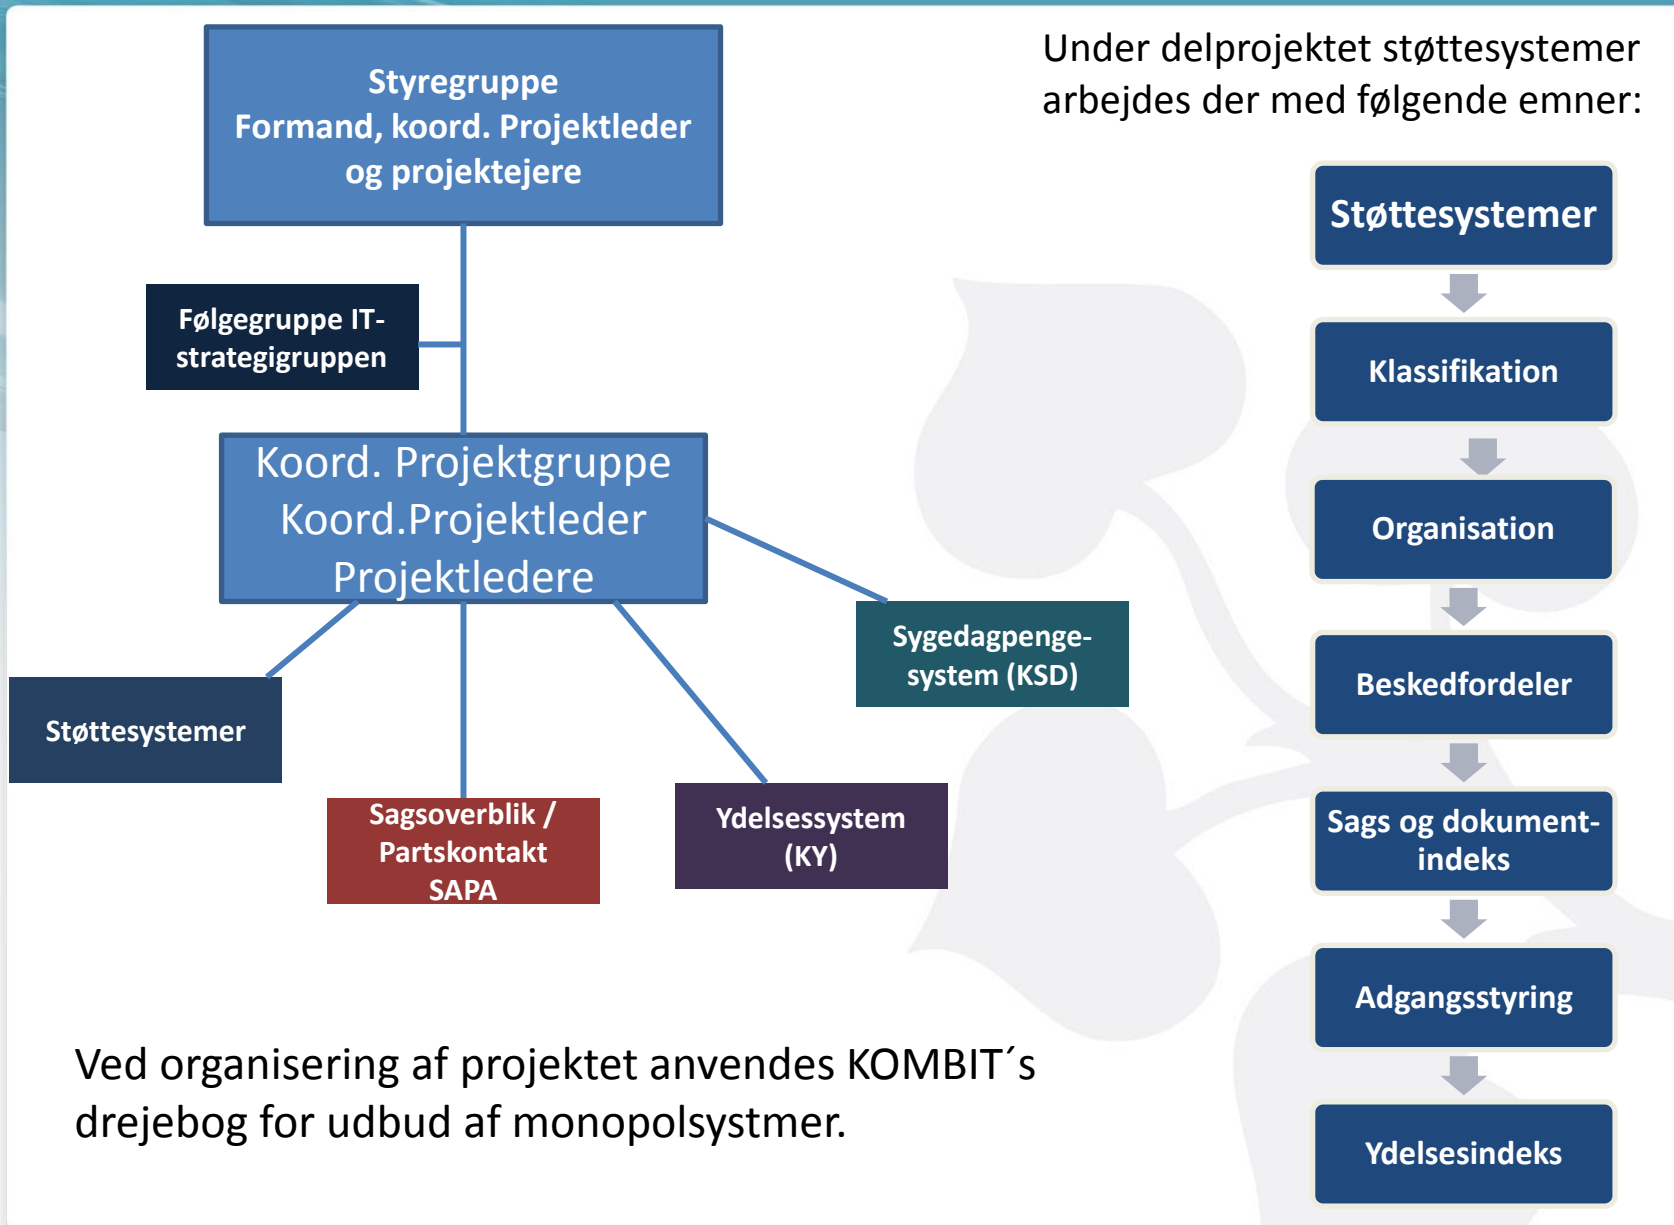 Styregruppe
Formand, koord. Projektleder
og projektejere
Følgegruppe IT-
strategigruppen
Koord. Projektgruppe
Koord.Projektleder
Projektledere
Sygedagpenge-
system (KSD)
Støttesystemer
Sagsoverblik /
Partskontakt
SAPA
Ydelsessystem
(KY)
Ved organisering af projektet anvendes KOMBIT´s
drejebog for udbud af monopolsystmer.
Under delprojektet støttesystemer
arbejdes der med følgende emner:
Støttesystemer
Klassifikation
Organisation
Beskedfordeler
Sags og dokument-
indeks
Adgangsstyring
Ydelsesindeks